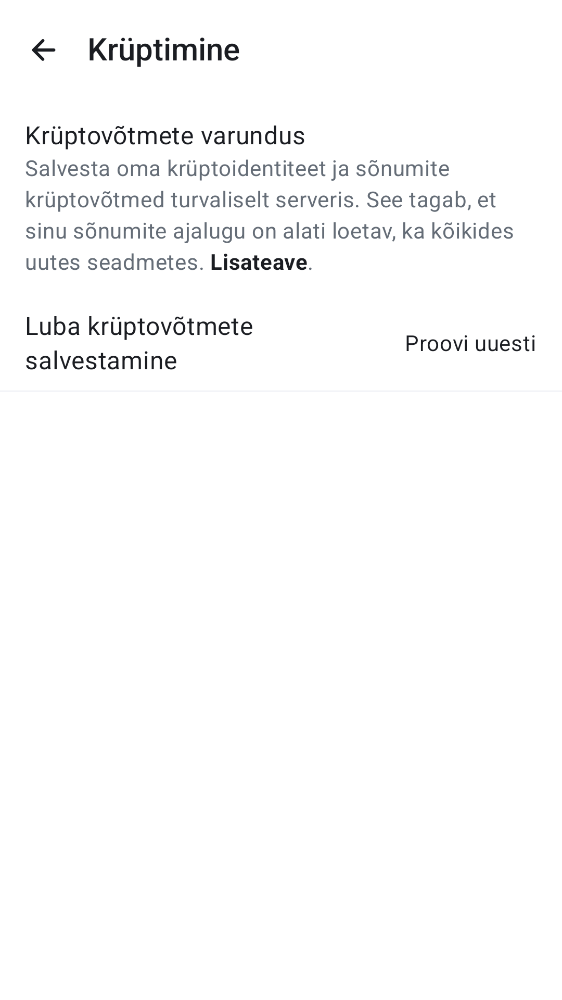 Krüptimine
Krüptovõtmete varundus
Salvesta oma krüptoidentiteet ja sõnumite
krüptovõtmed turvaliselt serveris. See tagab, et
sinu sõnumite ajalugu on alati loetav, ka kõikides
uutes seadmetes. Lisateave.
Luba krüptovõtmete
salvestamine
Proovi uuesti